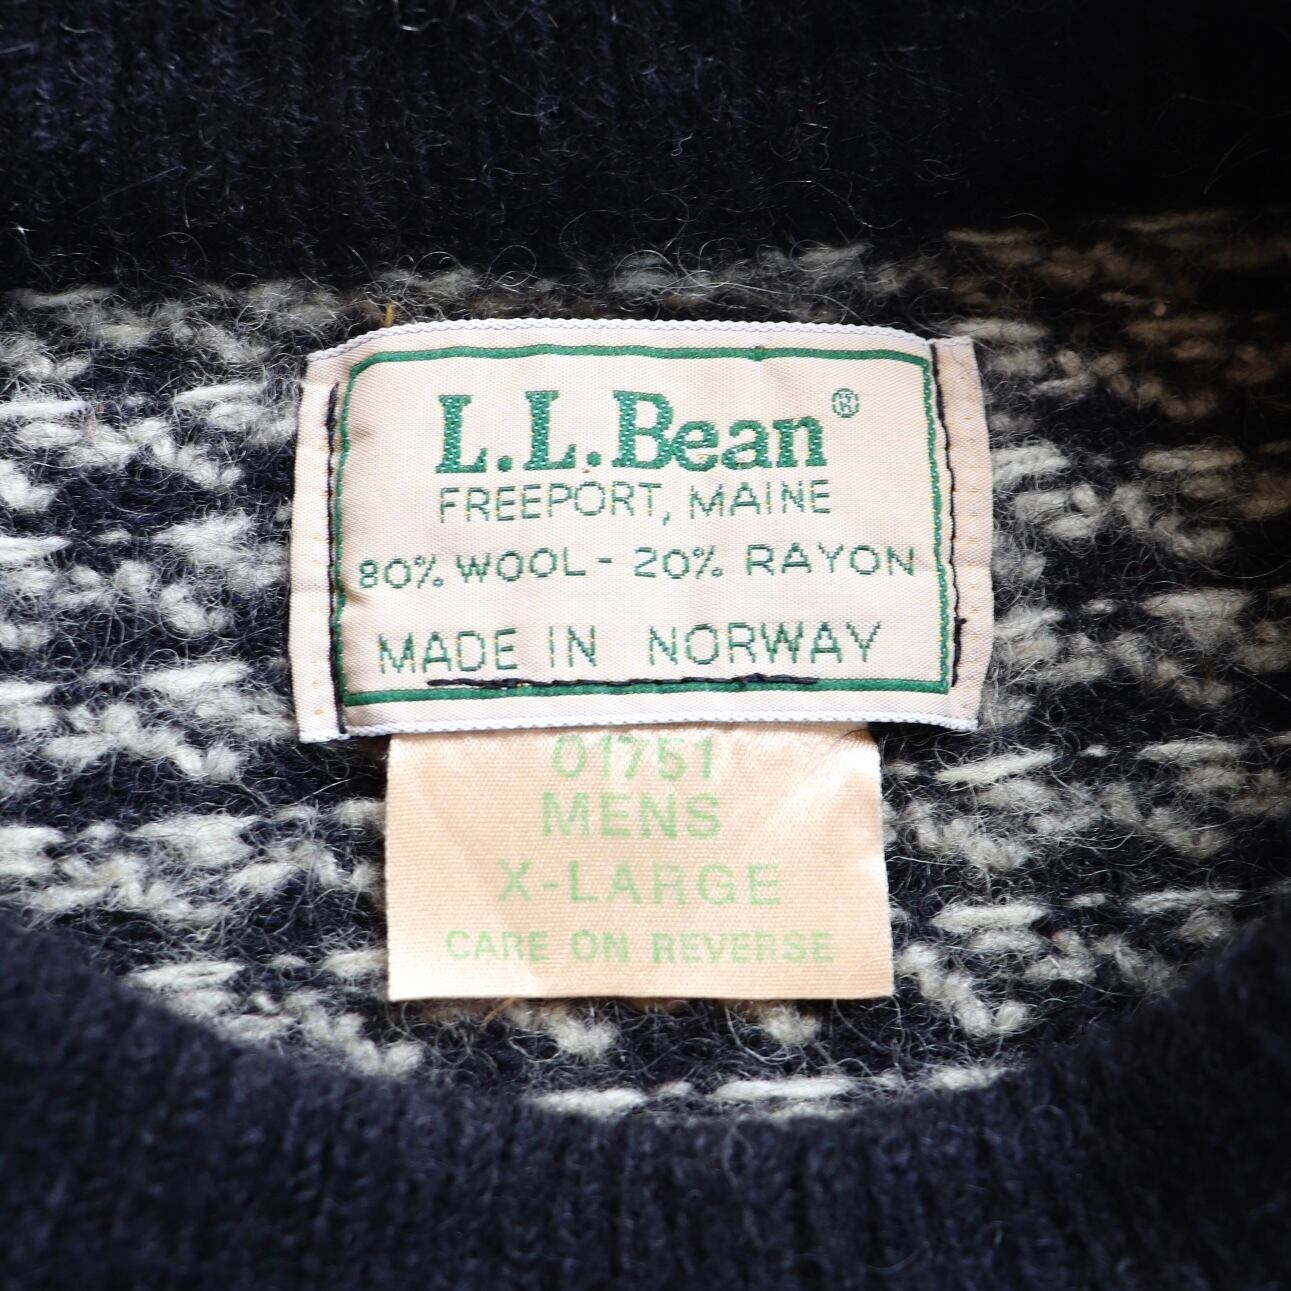 L.L.Bean®
FREEPORT, MAINE
80% WOOL - 20% RAYON
MADE IN NORWAY
01751
MENS
X-LARGE
CARE ON REVERSE